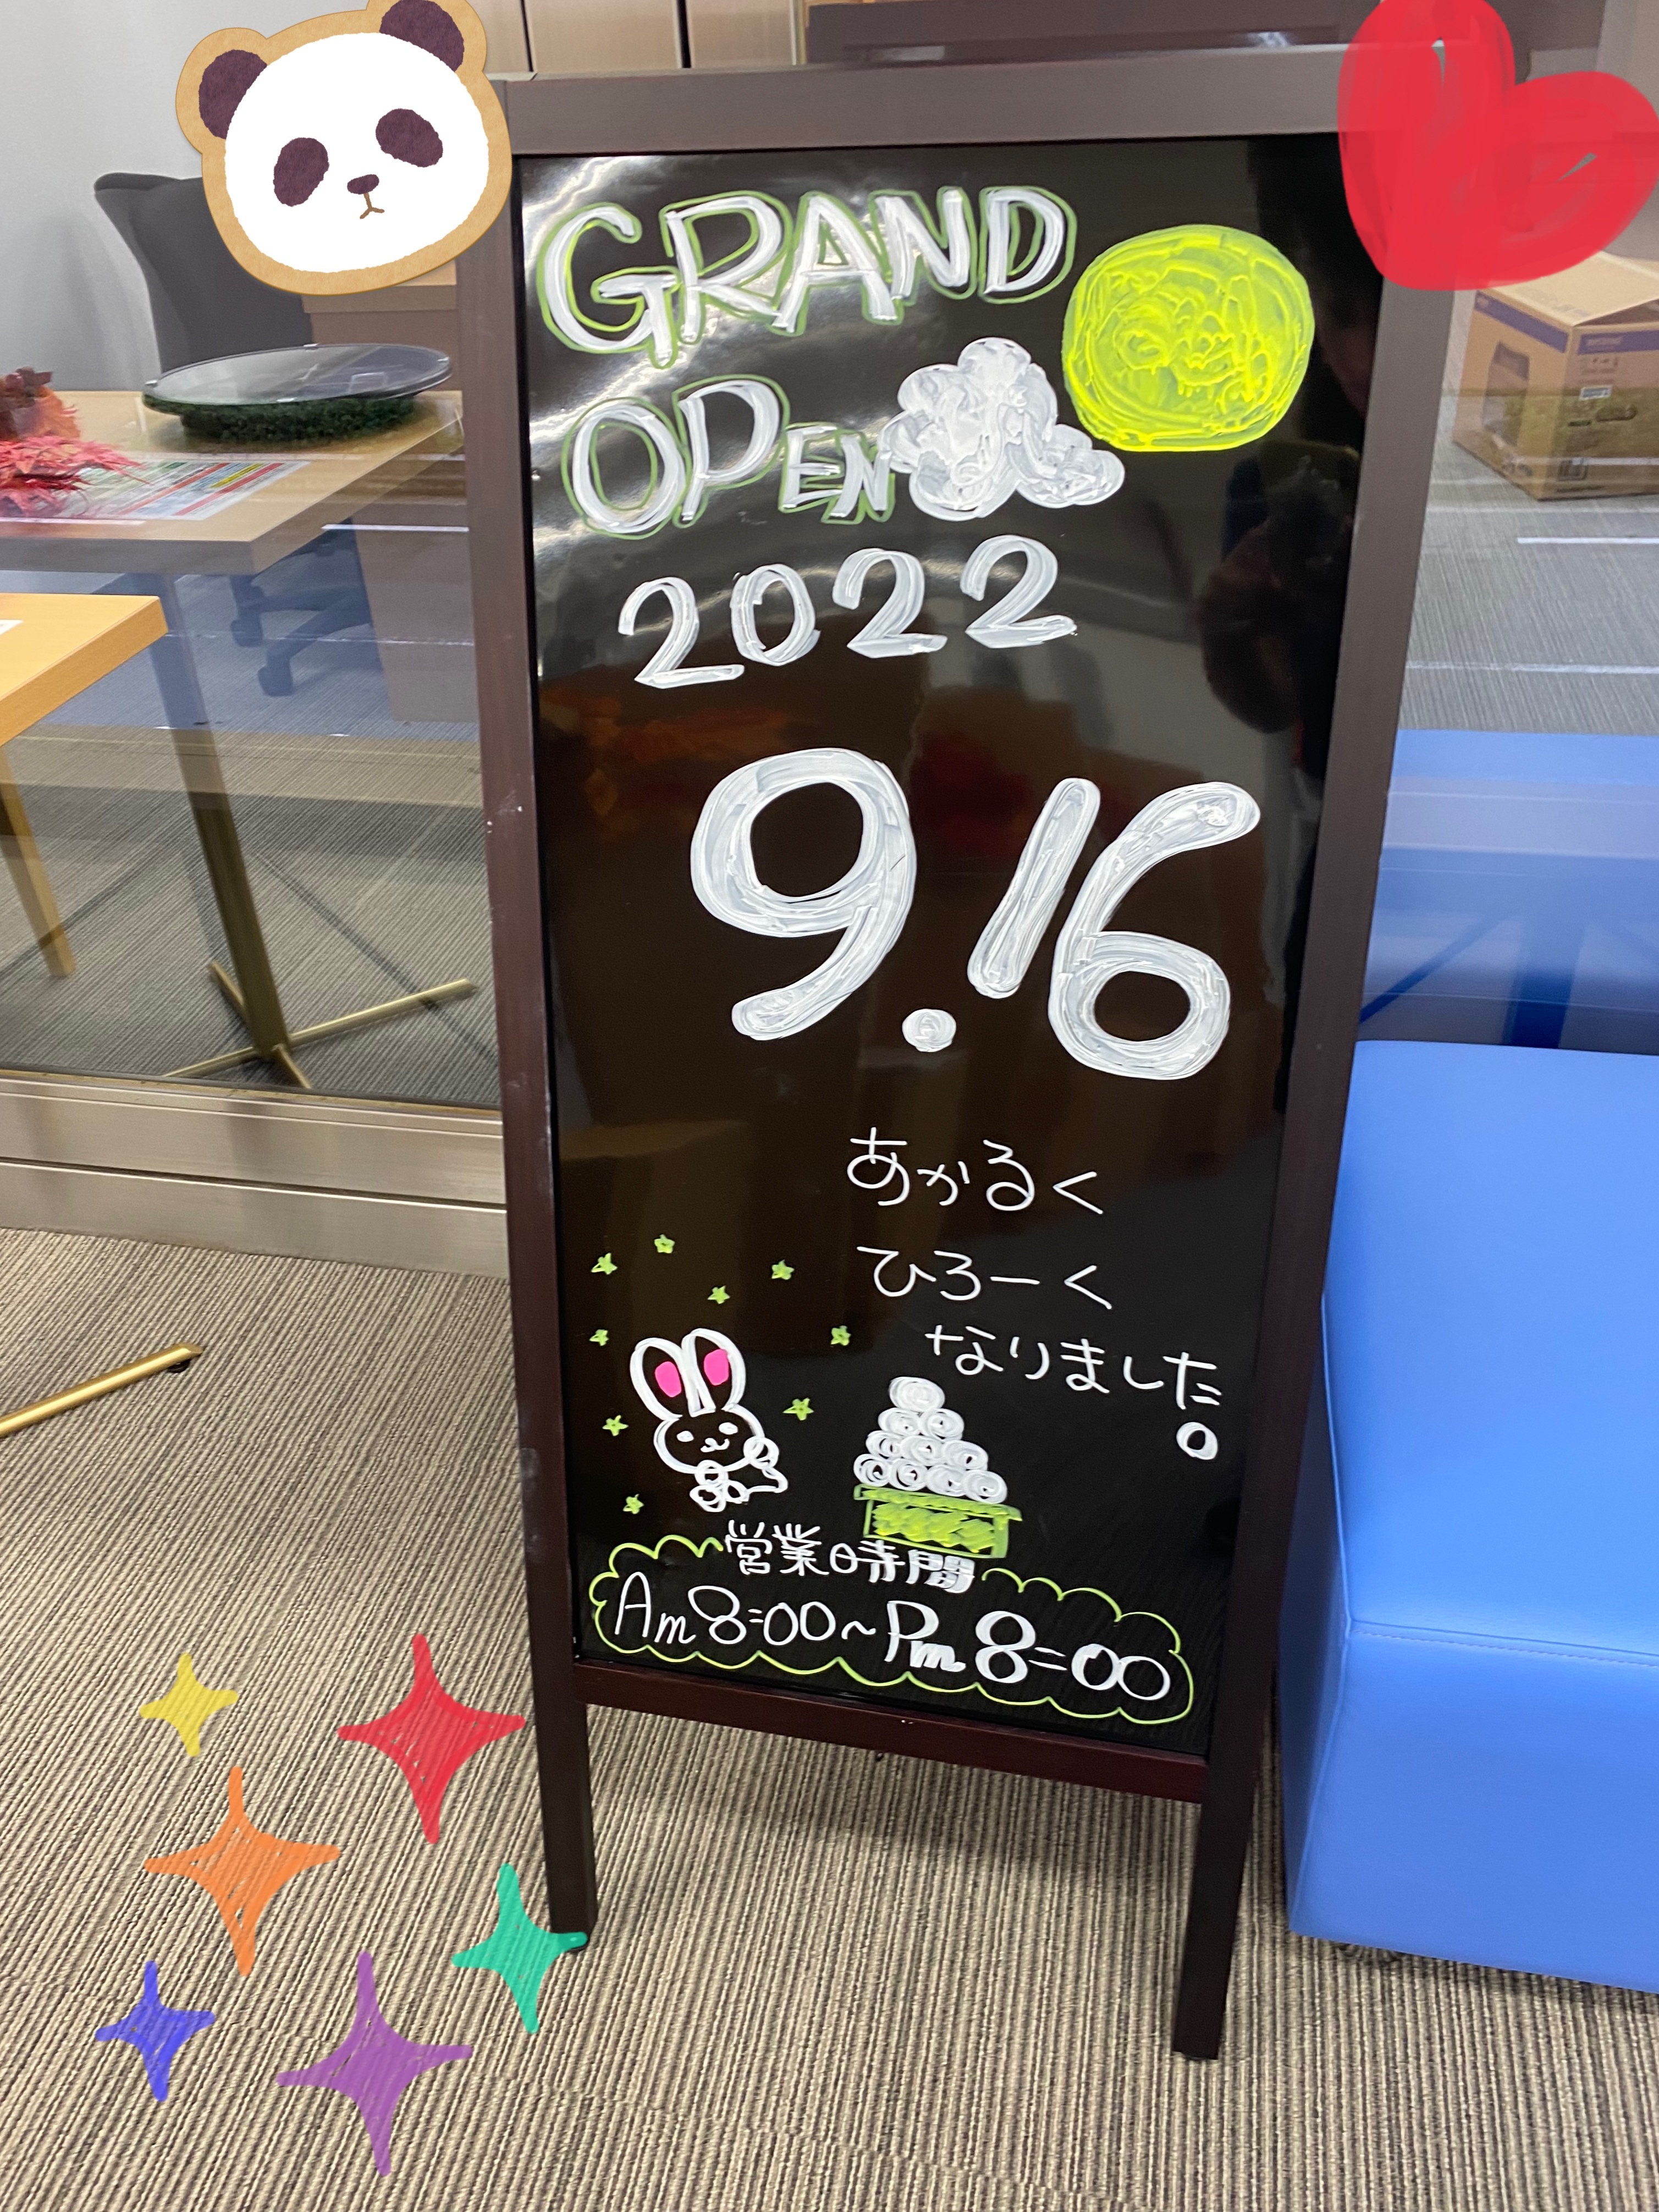 GRAND
OPEN
2022
9.16
あかるく
ひろーく
なりました。
営業時間
Am8:00~Pm8:00